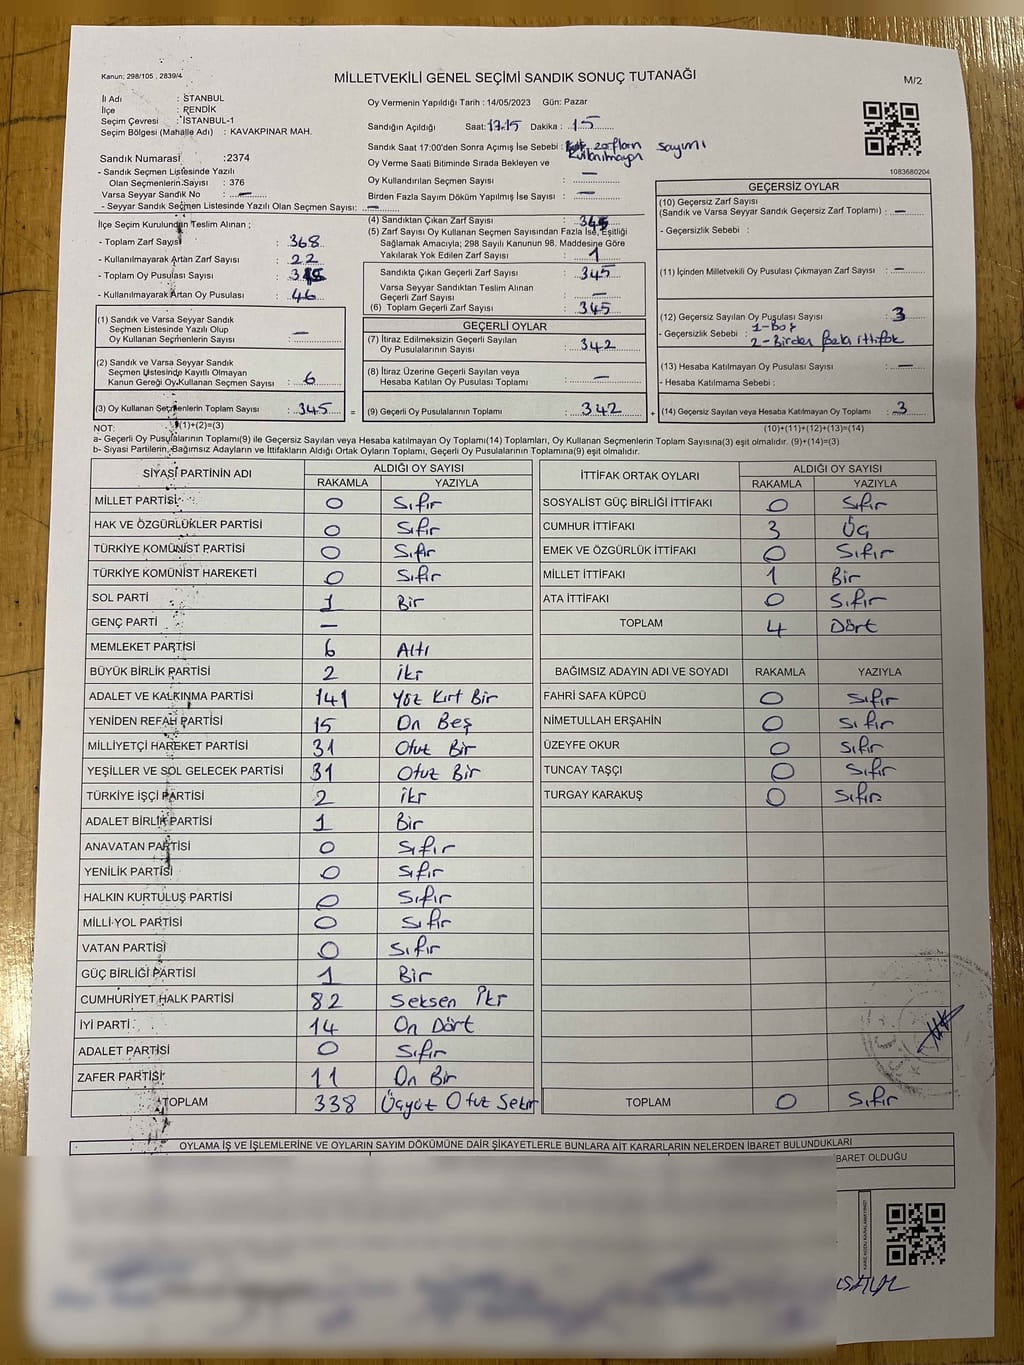 Kanun; 298/105 , 2839/4
MİLLETVEKİLİ GENEL SEÇİMİ SANDIK SONUÇ TUTANAĞI
M/2
İl Adı : İSTANBUL
İlçe : PENDİK
Seçim Çevresi : İSTANBUL-1
Seçim Bölgesi (Mahalle Adı) : KAVAKPINAR MAH.
Sandık Numarası :2374
- Sandık Seçmen Listesinde Yazılı
Olan Seçmenlerin Sayısı : 376
Varsa Seyyar Sandık No : —
- Seyyar Sandık Seçmen Listesinde Yazılı Olan Seçmen Sayısı: —
Oy Vermenin Yapıldığı Tarih : 14/05/2023 Gün: Pazar
Sandığın Açıldığı Saat: 17.15 Dakika : 15
Sandık Saat 17:00'den Sonra Açımış İse Sebebi : zarfların sayımı
kullanılmayan
Oy Verme Saati Bitiminde Sırada Bekleyen ve
Oy Kullandırılan Seçmen Sayısı : —
Birden Fazla Sayım Döküm Yapılmış İse Sayısı : —
1083680204
İlçe Seçim Kurulundan Teslim Alınan ;
- Toplam Zarf Sayısı : 368
- Kullanılmayarak Artan Zarf Sayısı : 22
- Toplam Oy Pusulası Sayısı :
- Kullanılmayarak Artan Oy Pusulası : 46
(4) Sandıktan Çıkan Zarf Sayısı : 345
(5) Zarf Sayısı Oy Kullanan Seçmen Sayısından Fazla İse, Eşitliği
Sağlamak Amacıyla; 298 Sayılı Kanunun 98. Maddesine Göre
Yakılarak Yok Edilen Zarf Sayısı : 1
Sandıkta Çıkan Geçerli Zarf Sayısı : 345
Varsa Seyyar Sandıktan Teslim Alınan
Geçerli Zarf Sayısı : —
(6) Toplam Geçerli Zarf Sayısı : 345
GEÇERSİZ OYLAR
(10) Geçersiz Zarf Sayısı
(Sandık ve Varsa Seyyar Sandık Geçersiz Zarf Toplamı) : —
- Geçersizlik Sebebi :
(11) İçinden Milletvekili Oy Pusulası Çıkmayan Zarf Sayısı : —
(12) Geçersiz Sayılan Oy Pusulası Sayısı : 3
- Geçersizlik Sebebi : 1-Boş
2-Birden fazla ittifak
(13) Hesaba Katılmayan Oy Pusulası Sayısı : —
- Hesaba Katılmama Sebebi :
(14) Geçersiz Sayılan veya Hesaba Katılmayan Oy Toplamı : 3
(1) Sandık ve Varsa Seyyar Sandık
Seçmen Listesinde Yazılı Olup
Oy Kullanan Seçmenlerin Sayısı : —
(2) Sandık ve Varsa Seyyar Sandık
Seçmen Listesinde Kayıtlı Olmayan
Kanun Gereği Oy Kullanan Seçmen Sayısı : 6
(3) Oy Kullanan Seçmenlerin Toplam Sayısı : 345 =
GEÇERLİ OYLAR
(7) İtiraz Edilmeksizin Geçerli Sayılan
Oy Pusulalarının Sayısı : 342
(8) İtiraz Üzerine Geçerli Sayılan veya
Hesaba Katılan Oy Pusulası Toplamı : —
(9) Geçerli Oy Pusulalarının Toplamı : 342 +
NOT: (1)+(2)=(3)
(10)+(11)+(12)+(13)=(14)
a- Geçerli Oy Pusulalarının Toplamı(9) ile Geçersiz Sayılan veya Hesaba katılmayan Oy Toplamı(14) Toplamları, Oy Kullanan Seçmenlerin Toplam Sayısına(3) eşit olmalıdır. (9)+(14)=(3)
b- Siyasi Partilerin, Bağımsız Adayların ve İttifakların Aldığı Ortak Oyların Toplamı, Geçerli Oy Pusulalarının Toplamına(9) eşit olmalıdır.
SİYASİ PARTİNİN ADI ALDIĞI OY SAYISI
RAKAMLA YAZIYLA
MİLLET PARTİSİ 0 Sıfır
HAK VE ÖZGÜRLÜKLER PARTİSİ 0 Sıfır
TÜRKİYE KOMÜNİST PARTİSİ 0 Sıfır
TÜRKİYE KOMÜNİST HAREKETİ 0 Sıfır
SOL PARTİ 1 Bir
GENÇ PARTİ —
MEMLEKET PARTİSİ 6 Altı
BÜYÜK BİRLİK PARTİSİ 2 iki
ADALET VE KALKINMA PARTİSİ 141 Yüz Kırt Bir
YENİDEN REFAH PARTİSİ 15 On Beş
MİLLİYETÇİ HAREKET PARTİSİ 31 Otuz Bir
YEŞİLLER VE SOL GELECEK PARTİSİ 31 Otuz Bir
TÜRKİYE İŞÇİ PARTİSİ 2 iki
ADALET BİRLİK PARTİSİ 1 Bir
ANAVATAN PARTİSİ 0 Sıfır
YENİLİK PARTİSİ 0 Sıfır
HALKIN KURTULUŞ PARTİSİ 0 Sıfır
MİLLİ YOL PARTİSİ 0 Sıfır
VATAN PARTİSİ 0 Sıfır
GÜÇ BİRLİĞİ PARTİSİ 1 Bir
CUMHURİYET HALK PARTİSİ 82 Seksen İki
İYİ PARTİ 14 On Dört
ADALET PARTİSİ 0 Sıfır
ZAFER PARTİSİ 11 On Bir
TOPLAM 338 Üçyüz Otuz Sekiz
İTTİFAK ORTAK OYLARI ALDIĞI OY SAYISI
RAKAMLA YAZIYLA
SOSYALİST GÜÇ BİRLİĞİ İTTİFAKI 0 Sıfır
CUMHUR İTTİFAKI 3 Üç
EMEK VE ÖZGÜRLÜK İTTİFAKI 0 Sıfır
MİLLET İTTİFAKI 1 Bir
ATA İTTİFAKI 0 Sıfır
TOPLAM 4 Dört
BAĞIMSIZ ADAYIN ADI VE SOYADI RAKAMLA YAZIYLA
FAHRİ SAFA KÜPCÜ 0 Sıfır
NİMETULLAH ERŞAHİN 0 Sıfır
ÜZEYFE OKUR 0 Sıfır
TUNCAY TAŞÇI 0 Sıfır
TURGAY KARAKUŞ 0 Sıfır
TOPLAM 0 Sıfır
OYLAMA İŞ VE İŞLEMLERİNE VE OYLARIN SAYIM DÖKÜMÜNE DAİR ŞİKAYETLERLE BUNLARA AİT KARARLARIN NELERDEN İBARET BULUNDUKLARI
BARET OLDUĞU